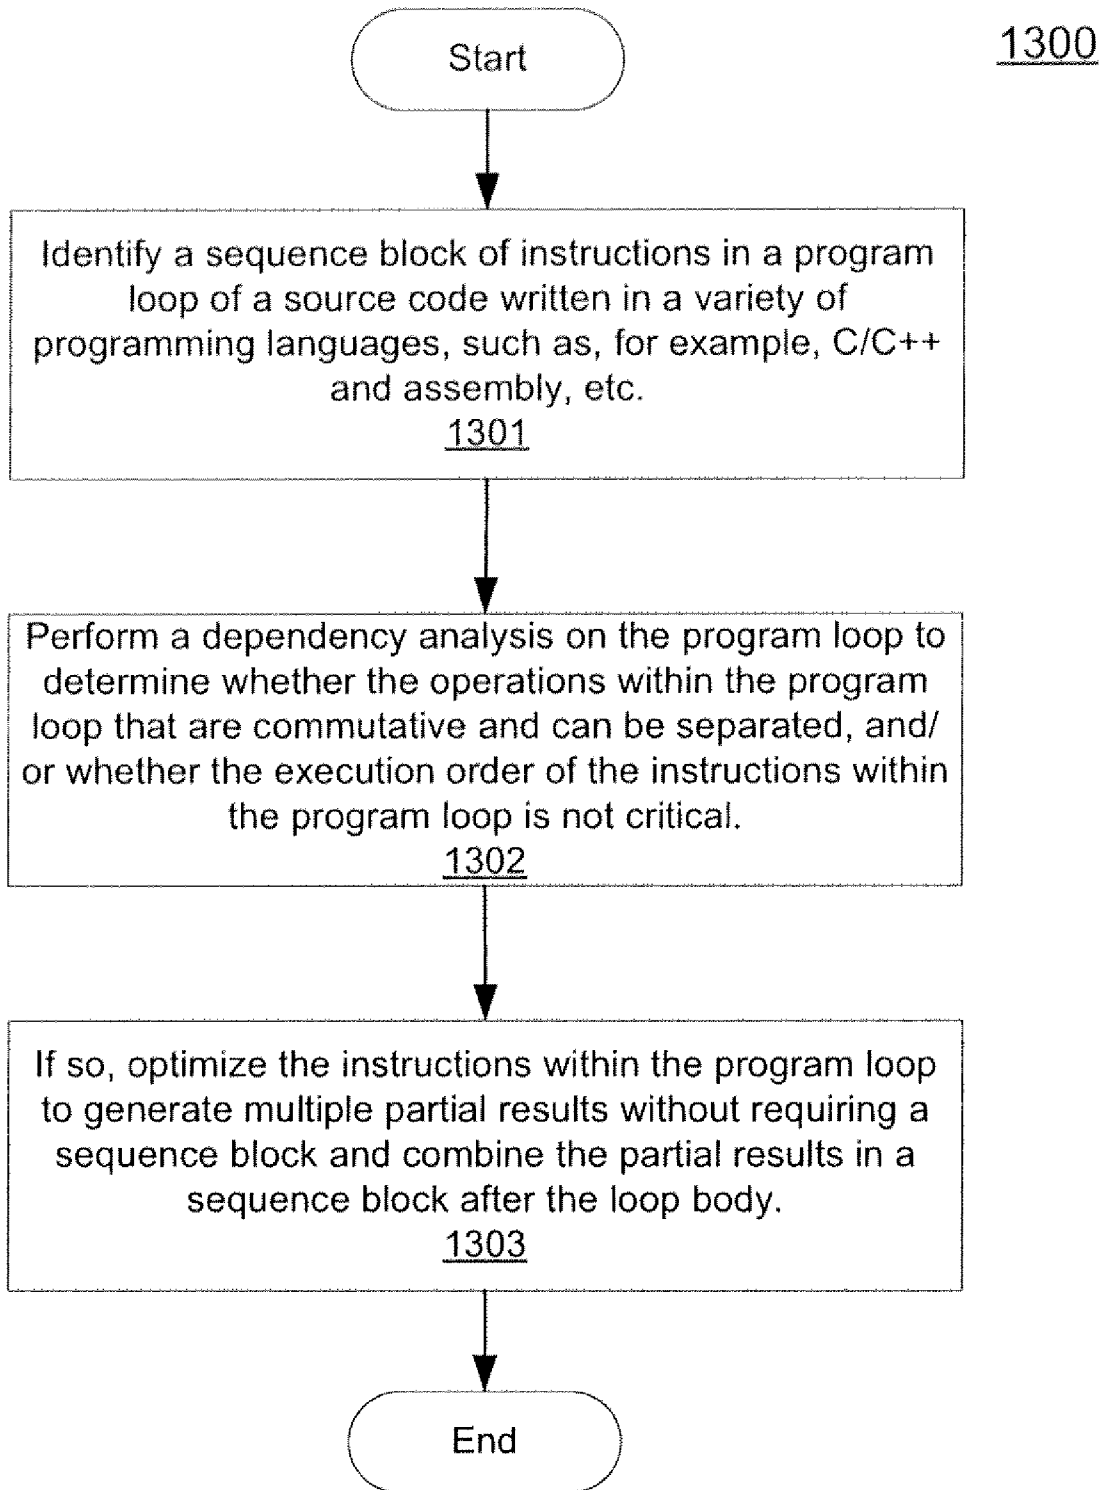 Start
1300
Identify a sequence block of instructions in a program
loop of a source code written in a variety of
programming languages, such as, for example, C/C++
and assembly, etc.
1301
Perform a dependency analysis on the program loop to
determine whether the operations within the program
loop that are commutative and can be separated, and/
or whether the execution order of the instructions within
the program loop is not critical.
1302
If so, optimize the instructions within the program loop
to generate multiple partial results without requiring a
sequence block and combine the partial results in a
sequence block after the loop body.
1303
End